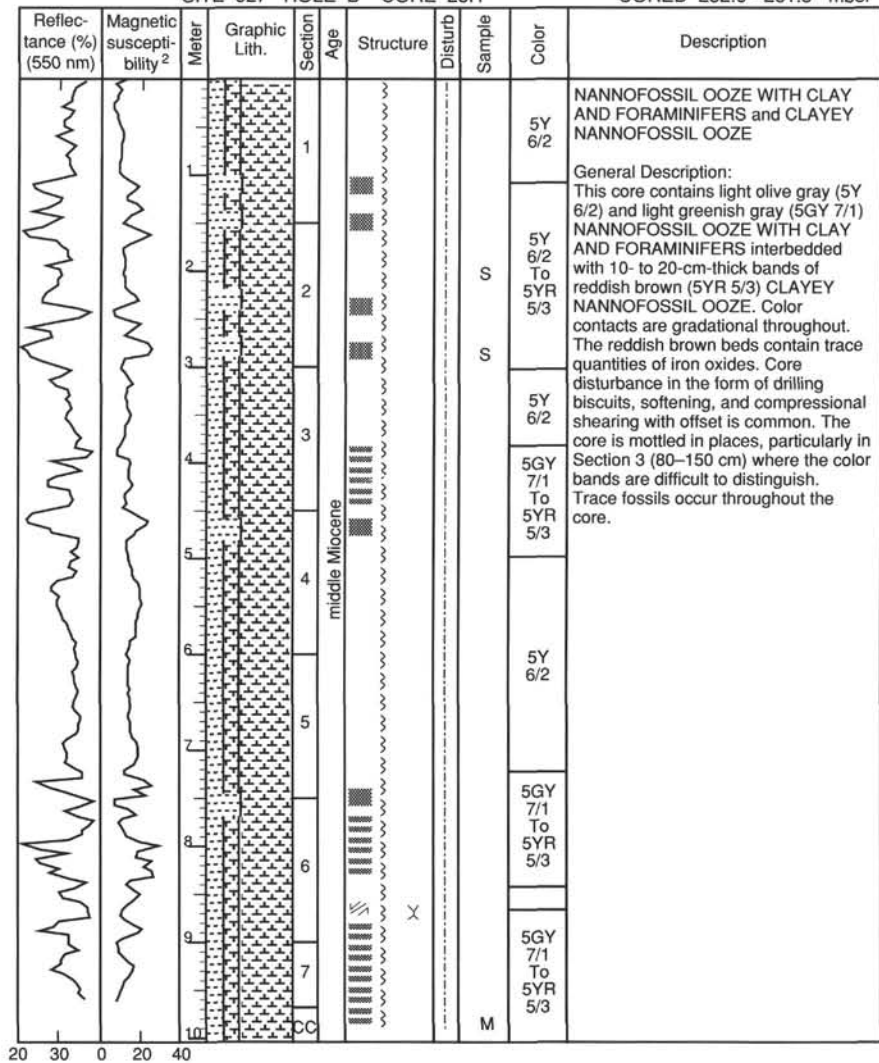 Reflec-
tance (%)
(550 nm)
Magnetic
suscepti-
bility 2
Meter
Graphic
Lith.
Section
Age
Structure
Disturb
Sample
Color
Description
1
2
3
4
5
6
7
8
9
10
1
2
3
4
5
6
7
CC
middle Miocene
S
S
M
5Y
6/2
5Y
6/2
To
5YR
5/3
5Y
6/2
5GY
7/1
To
5YR
5/3
5Y
6/2
5GY
7/1
To
5YR
5/3
5GY
7/1
To
5YR
5/3
NANNOFOSSIL OOZE WITH CLAY
AND FORAMINIFERS and CLAYEY
NANNOFOSSIL OOZE
General Description:
This core contains light olive gray (5Y
6/2) and light greenish gray (5GY 7/1)
NANNOFOSSIL OOZE WITH CLAY
AND FORAMINIFERS interbedded
with 10- to 20-cm-thick bands of
reddish brown (5YR 5/3) CLAYEY
NANNOFOSSIL OOZE. Color
contacts are gradational throughout.
The reddish brown beds contain trace
quantities of iron oxides. Core
disturbance in the form of drilling
biscuits, softening, and compressional
shearing with offset is common. The
core is mottled in places, particularly in
Section 3 (80–150 cm) where the color
bands are difficult to distinguish.
Trace fossils occur throughout the
core.
20 30 0 20 40